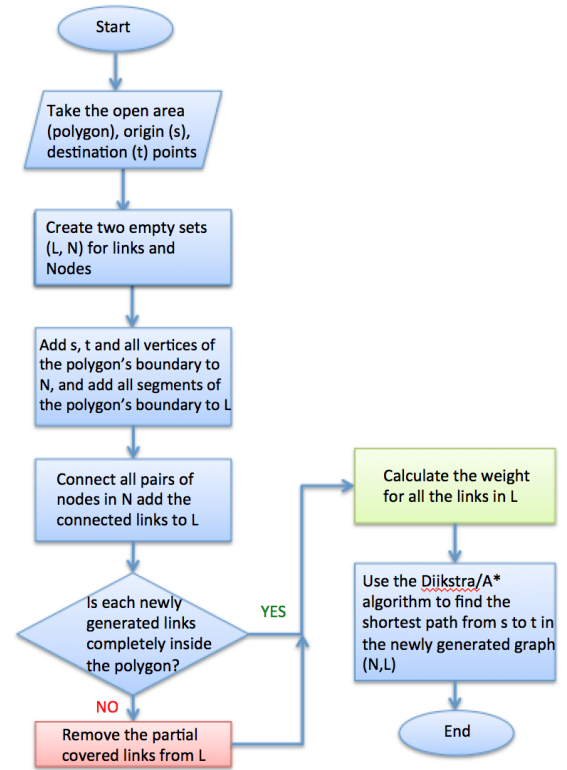 Start
Take the open area
(polygon), origin (s),
destination (t) points
Create two empty sets
(L, N) for links and
Nodes
Add s, t and all vertices of
the polygon's boundary to
N, and add all segments of
the polygon's boundary to L
Connect all pairs of
nodes in N add the
connected links to L
Is each newly
generated links
completely inside
the polygon?
YES
NO
Remove the partial
covered links from L
Calculate the weight
for all the links in L
Use the Dijkstra/A*
algorithm to find the
shortest path from s to t in
the newly generated graph
(N,L)
End